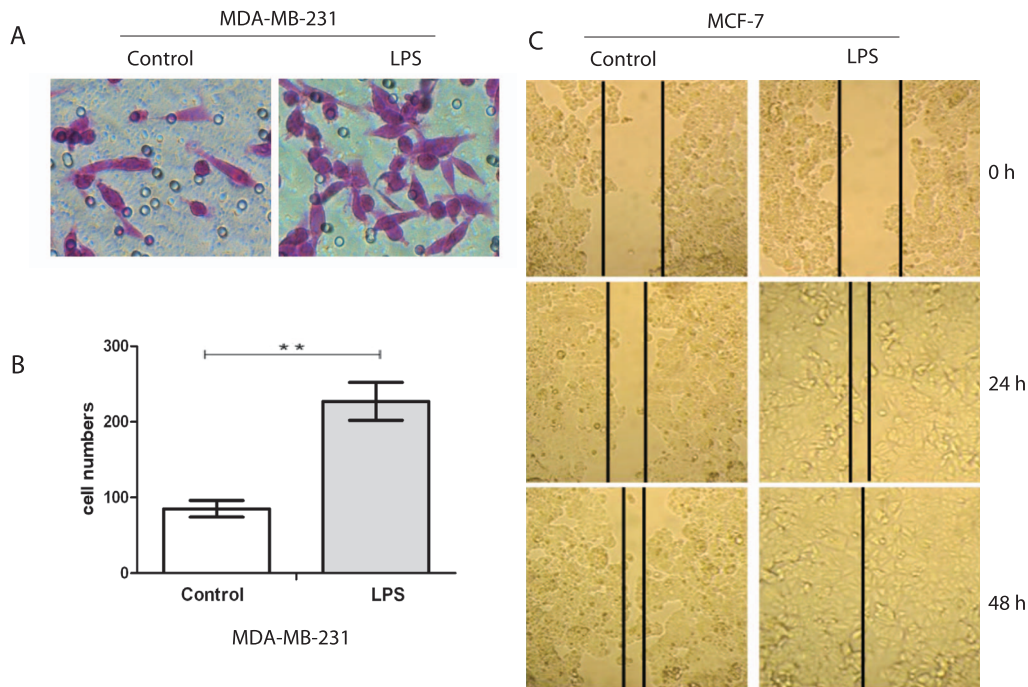 A
MDA-MB-231
Control LPS
B
300
200
100
0
cell numbers
**
Control LPS
MDA-MB-231
C
MCF-7
Control LPS
0 h
24 h
48 h